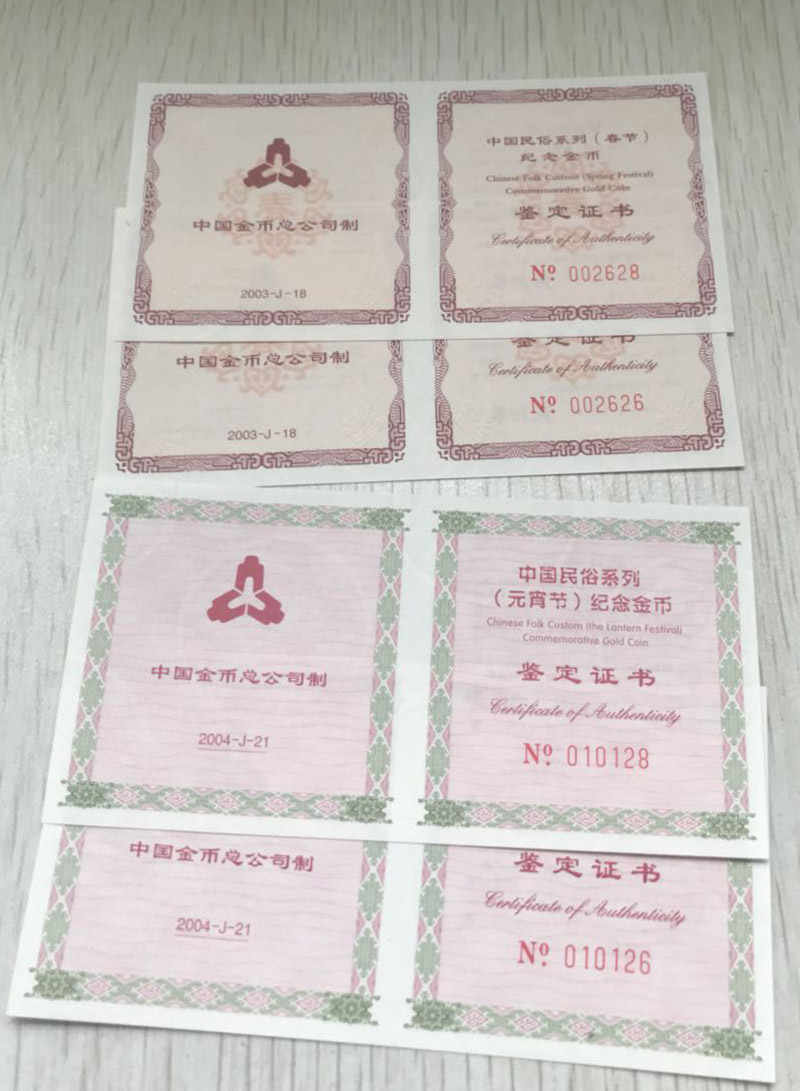 中国金币总公司制
2003-J-18
中国民俗系列（春节）
纪念金币
Chinese Folk Custom (Spring Festival)
Commemorative Gold Coin
鉴定证书
Certificate of Authenticity
Nº 002628
中国金币总公司制
2003-J-18
鉴定证书
Certificate of Authenticity
Nº 002626
中国金币总公司制
2004-J-21
中国民俗系列
（元宵节）纪念金币
Chinese Folk Custom (the Lantern Festival)
Commemorative Gold Coin
鉴定证书
Certificate of Authenticity
Nº 010128
中国金币总公司制
2004-J-21
鉴定证书
Certificate of Authenticity
Nº 010126